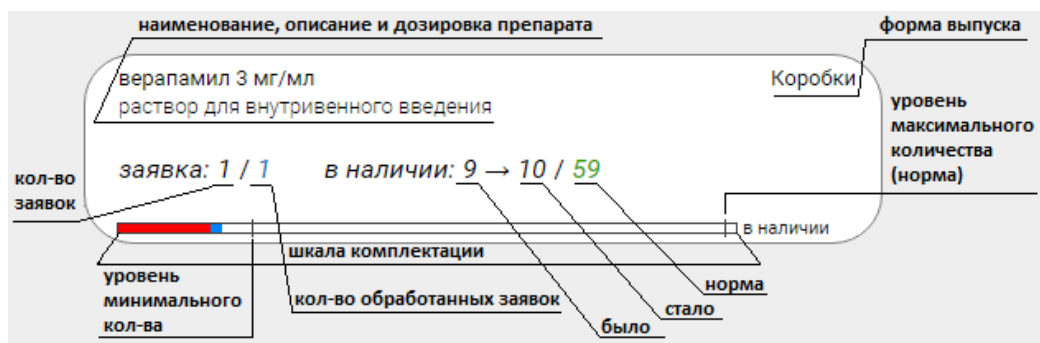 наименование, описание и дозировка препарата
форма выпуска
верапамил 3 мг/мл
Коробки
раствор для внутривенного введения
уровень
максимального
количества
(норма)
заявка: 1 / 1 в наличии: 9 → 10 / 59
кол-во
заявок
в наличии
шкала комплектации
уровень
минимального
кол-ва
кол-во обработанных заявок
норма
стало
было